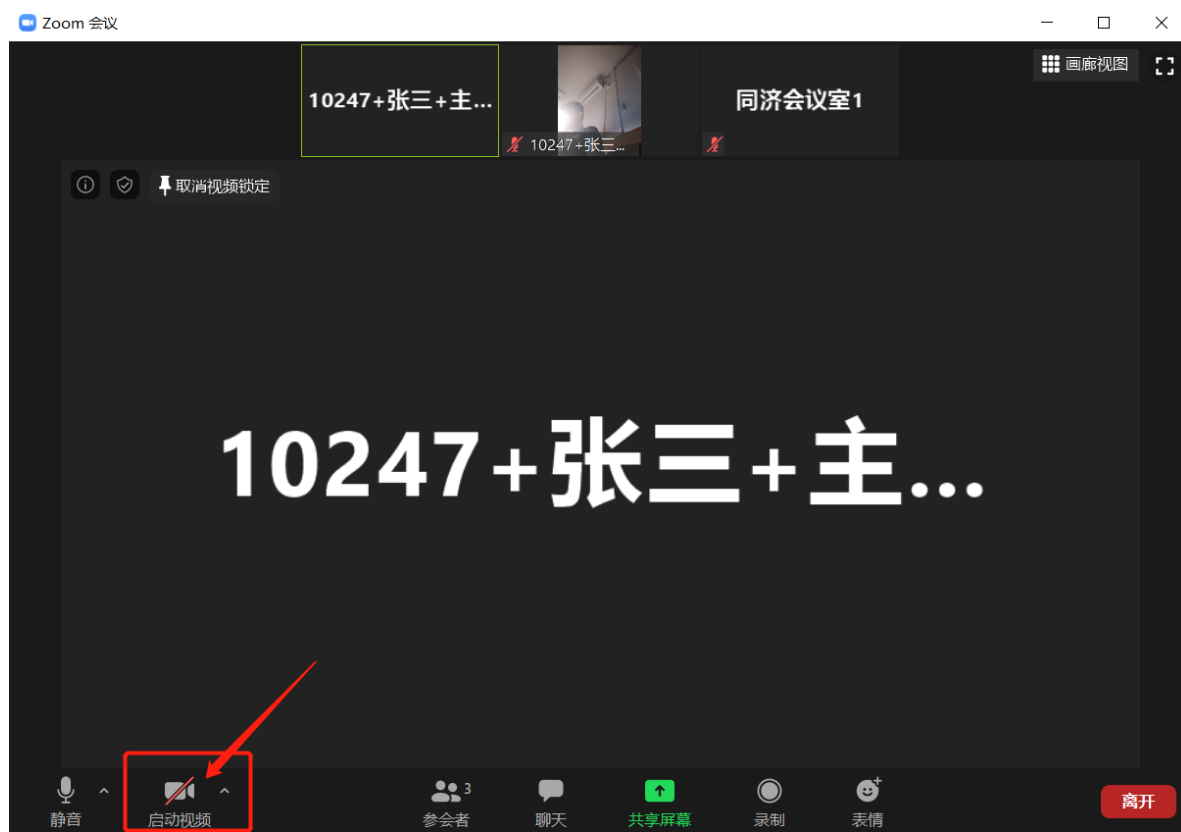 Zoom 会议
画廊视图
10247+张三+主...
10247+张三...
同济会议室1
取消视频锁定
10247+张三+主...
3
静音
启动视频
参会者
聊天
共享屏幕
录制
表情
离开